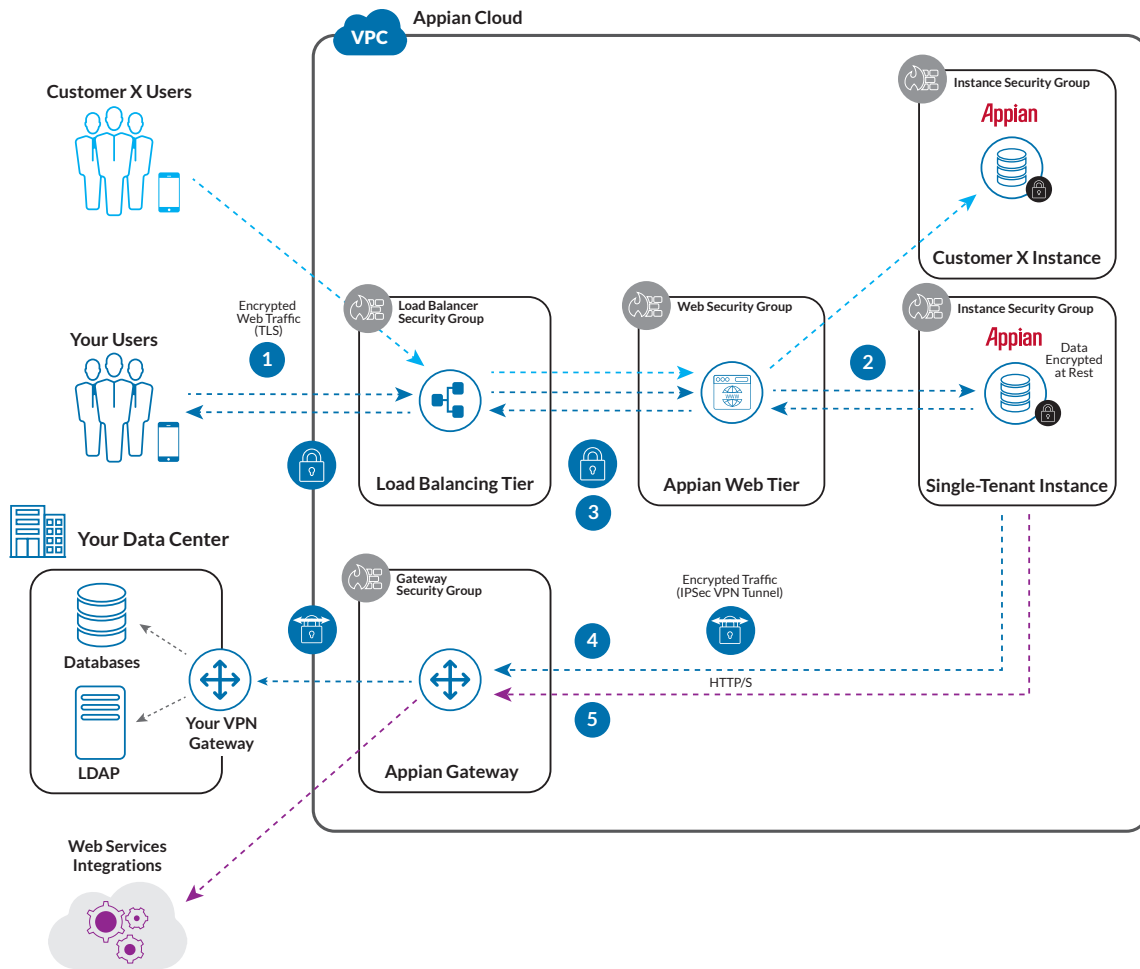 Appian Cloud
VPC
Customer X Users
Instance Security Group
Appian
Customer X Instance
Encrypted
Web Traffic
(TLS)
1
Load Balancer
Security Group
Web Security Group
Instance Security Group
Appian
Data
Encrypted
at Rest
2
Your Users
WWW
Load Balancing Tier
Appian Web Tier
Single-Tenant Instance
3
Your Data Center
Gateway
Security Group
Encrypted Traffic
(IPSec VPN Tunnel)
4
Databases
HTTP/S
5
Your VPN
Gateway
LDAP
Appian Gateway
Web Services
Integrations